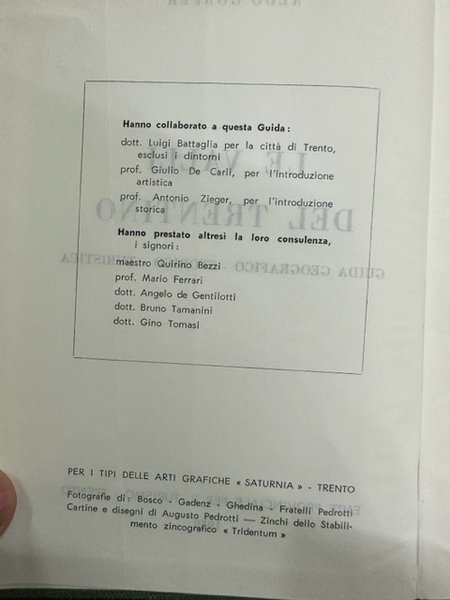 Hanno collaborato a questa Guida:
dott. Luigi Battaglia per la città di Trento,
esclusi i dintorni
prof. Giulio De Carli, per l'introduzione
artistica
prof. Antonio Zieger, per l'introduzione
storica
Hanno prestato altresì la loro consulenza,
i signori:
maestro Quirino Bezzi
prof. Mario Ferrari
dott. Angelo de Gentilotti
dott. Bruno Tamanini
dott. Gino Tomasi
PER I TIPI DELLE ARTI GRAFICHE « SATURNIA » - TRENTO
Fotografie di: Bosco - Gadenz - Ghedina - Fratelli Pedrotti
Cartine e disegni di Augusto Pedrotti — Zinchi dello Stabili-
mento zincografico « Tridentum »